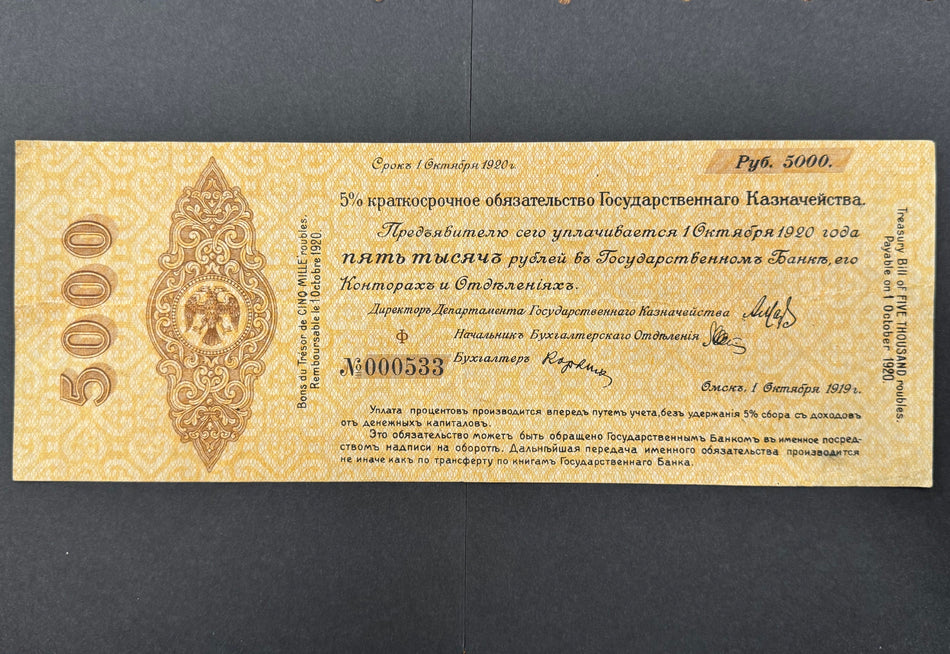 5000
Bons du Trésor de CINQ MILLE roubles.
Remboursable le 1 Octobre 1920.
Срокъ 1 Октября 1920 г.
Руб. 5000.
5% краткосрочное обязательство Государственнаго Казначейства.
Предъявителю сего уплачивается 1 Октября 1920 года
пять тысячъ рублей въ Государственномъ Банкѣ, его
Конторахъ и Отдѣленіяхъ.
Директоръ Департамента Государственнаго Казначейства
Ф
Начальникъ Бухгалтерскаго Отдѣленія
№ 000533
Бухгалтеръ
Омскъ, 1 Октября 1919 г.
Уплата процентовъ производится впередъ путемъ учета, безъ удержанія 5% сбора съ доходовъ
отъ денежныхъ капиталовъ.
Это обязательство можетъ быть обращено Государственнымъ Банкомъ въ именное посред-
ствомъ надписи на оборотѣ. Дальнѣйшая передача именного обязательства производится
не иначе какъ по трансферту по книгамъ Государственнаго Банка.
Treasury Bill of FIVE THOUSAND roubles.
Payable on 1 October 1920.